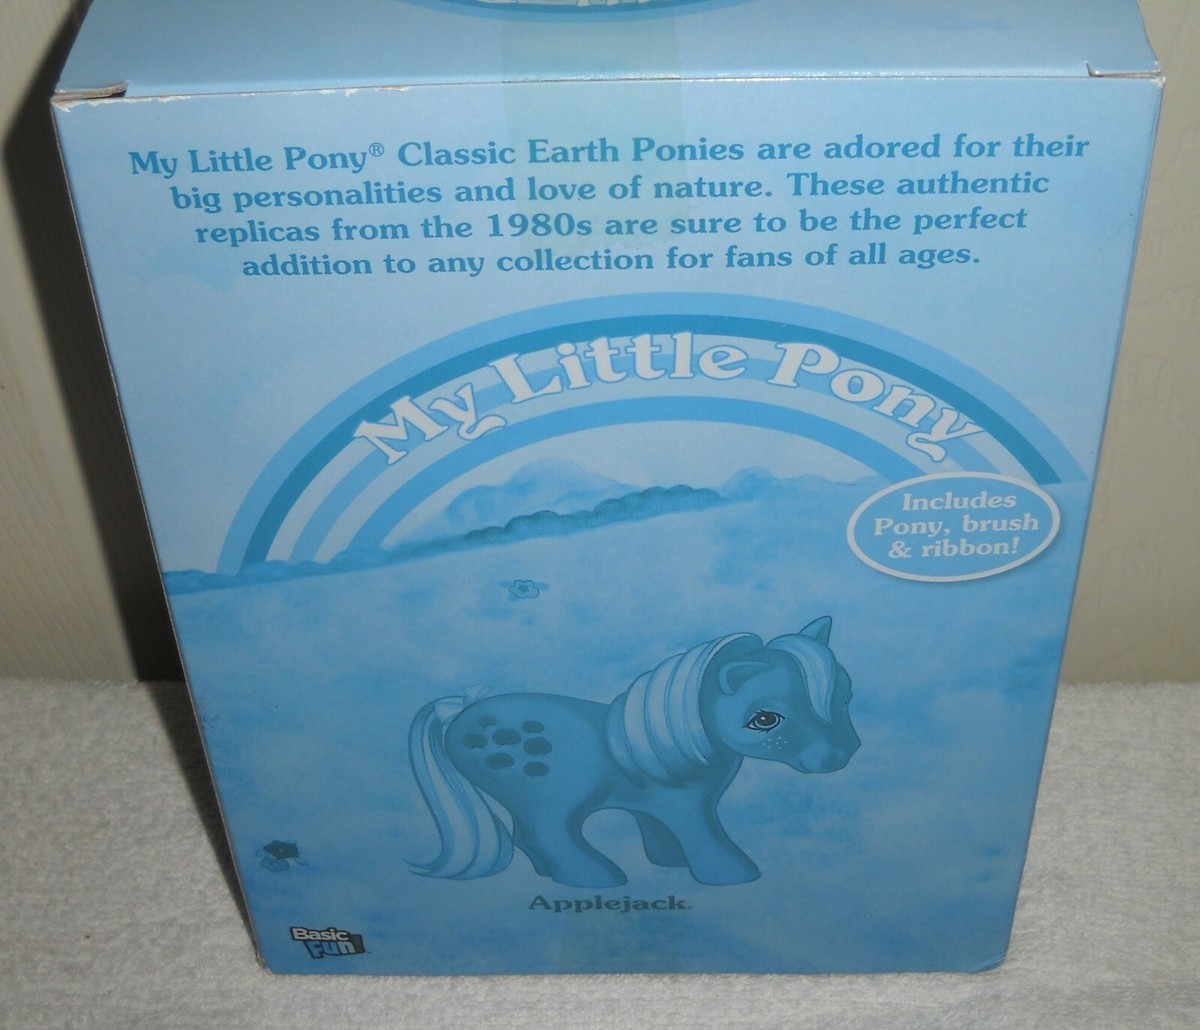 My Little Pony® Classic Earth Ponies are adored for their
big personalities and love of nature. These authentic
replicas from the 1980s are sure to be the perfect
addition to any collection for fans of all ages.
My Little Pony
Includes
Pony, brush
& ribbon!
Applejack.
Basic
Fun!™